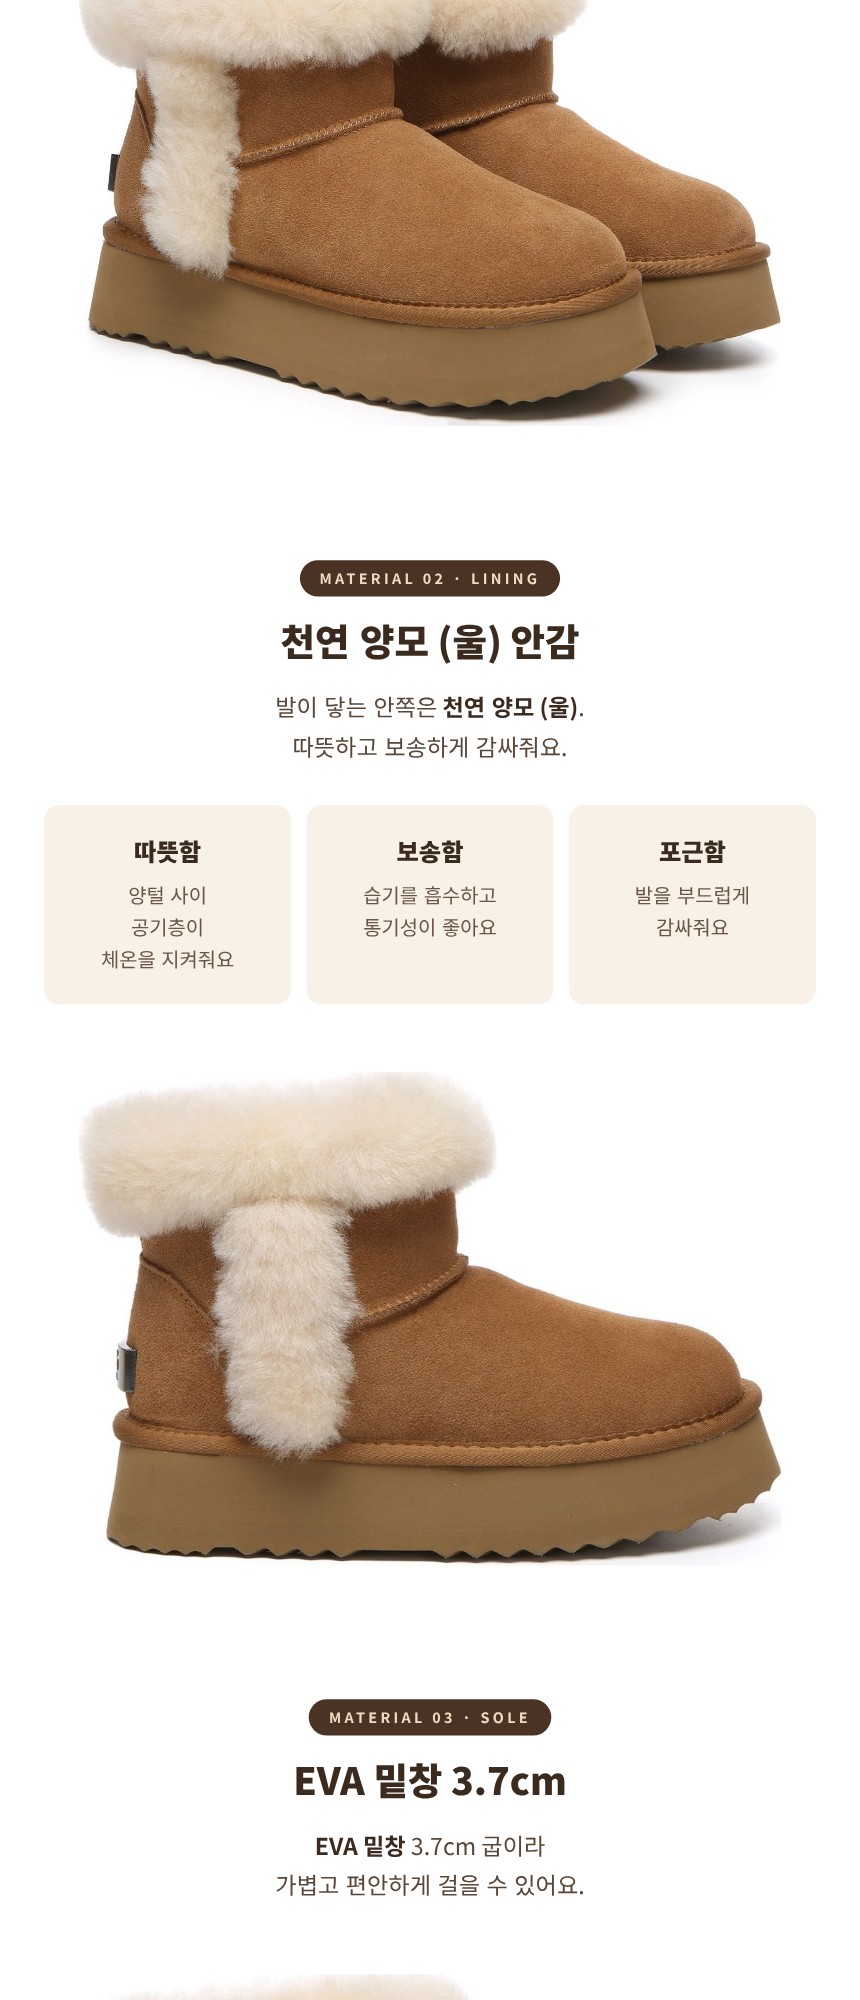 MATERIAL 02 · LINING
천연 양모 (울) 안감
발이 닿는 안쪽은 천연 양모 (울).
따뜻하고 보송하게 감싸줘요.
따뜻함
양털 사이
공기층이
체온을 지켜줘요
보송함
습기를 흡수하고
통기성이 좋아요
포근함
발을 부드럽게
감싸줘요
MATERIAL 03 · SOLE
EVA 밑창 3.7cm
EVA 밑창 3.7cm 굽이라
가볍고 편안하게 걸을 수 있어요.